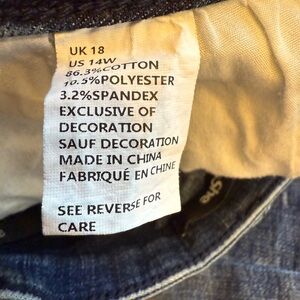 UK 18
US 14W
86.3%COTTON
10.5%POLYESTER
3.2%SPANDEX
EXCLUSIVE OF
DECORATION
SAUF DECORATION
MADE IN CHINA
FABRIQUÉ EN CHINE
SEE REVERSE FOR
CARE